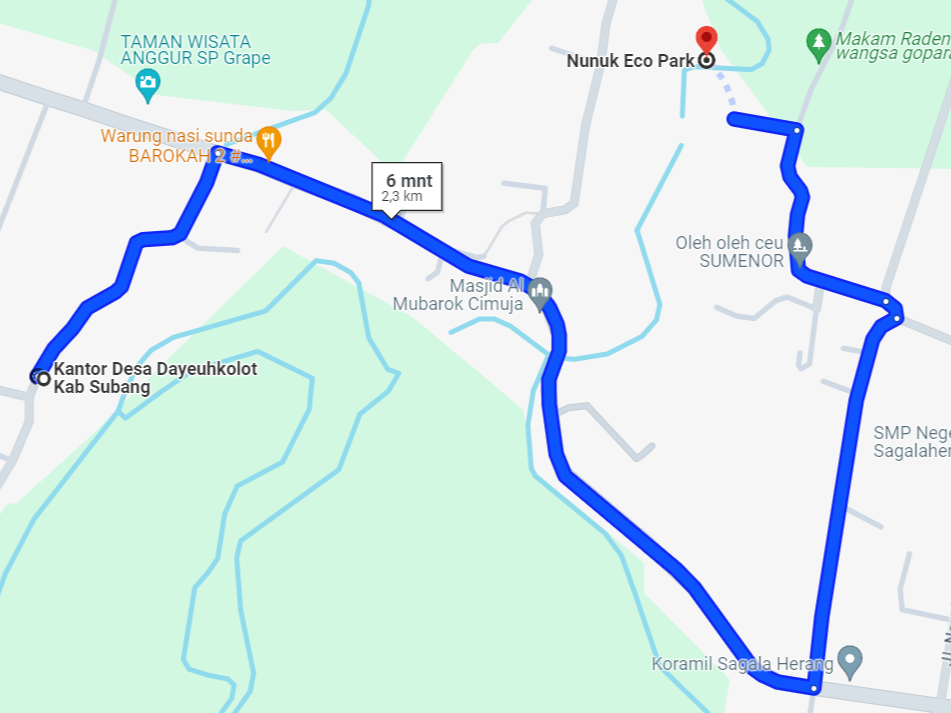 TAMAN WISATA
ANGGUR SP Grape
Nunuk Eco Park
Makam Raden
wangsa gopara
Warung nasi sunda
BAROKAH 2 #...
6 mnt
2,3 km
Oleh oleh ceu
SUMENOR
Masjid Al
Mubarok Cimuja
Kantor Desa Dayeuhkolot
Kab Subang
SMP Nege
Sagalaher
Koramil Sagala Herang